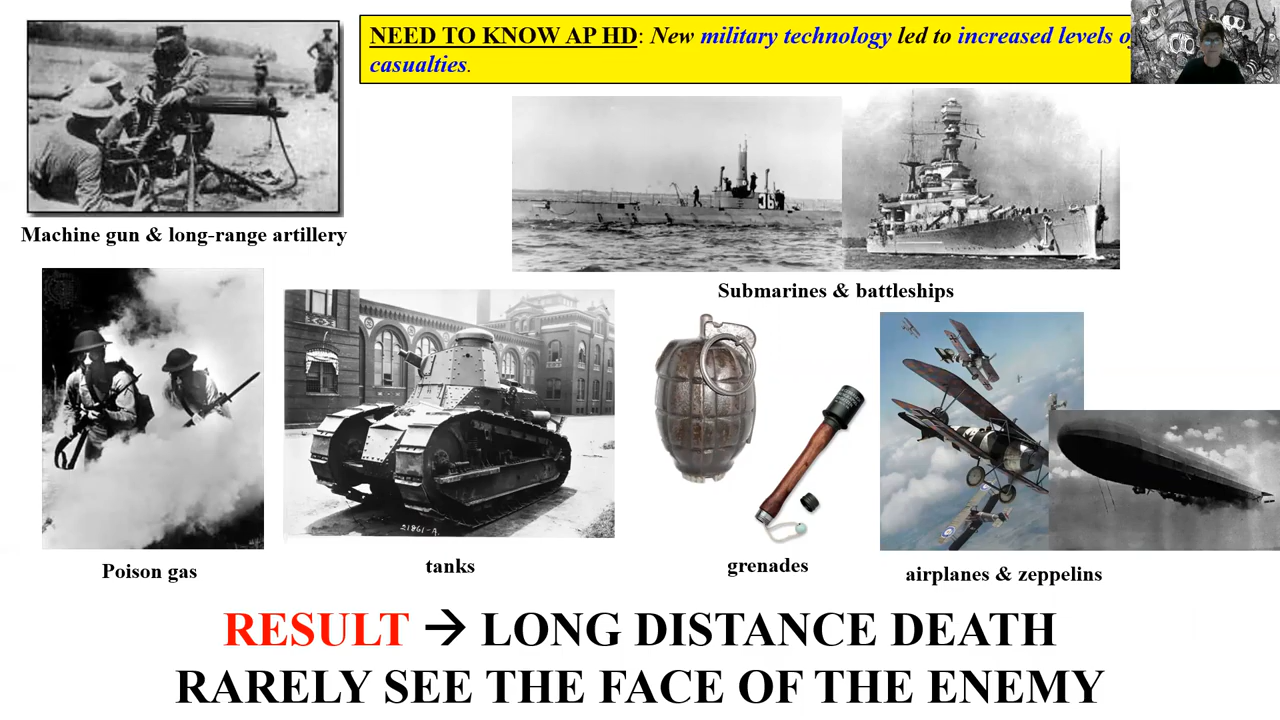 NEED TO KNOW AP HD: New military technology led to increased levels
casualties.
Machine gun & long-range artillery
36
Submarines & battleships
21861-A.
Poison gas
tanks
grenades
airplanes & zeppelins
RESULT → LONG DISTANCE DEATH
RARELY SEE THE FACE OF THE ENEMY